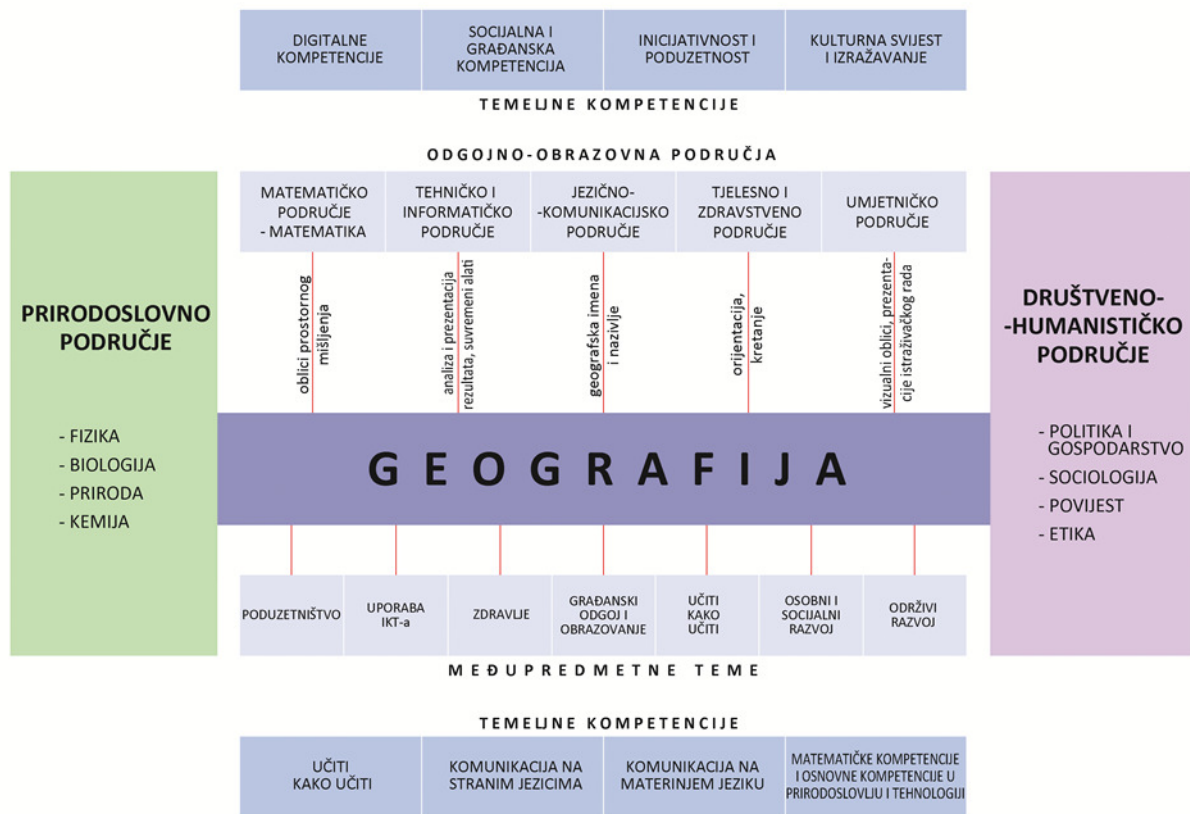 DIGITALNE
KOMPETENCIJE
SOCIJALNA I
GRAĐANSKA
KOMPETENCIJA
INICIJATIVNOST I
PODUZETNOST
KULTURNA SVIJEST
I IZRAŽAVANJE
TEMELJNE KOMPETENCIJE
ODGOJNO-OBRAZOVNA PODRUČJA
PRIRODOSLOVNO
PODRUČJE
- FIZIKA
- BIOLOGIJA
- PRIRODA
- KEMIJA
MATEMATIČKO
PODRUČJE
- MATEMATIKA
TEHNIČKO I
INFORMATIČKO
PODRUČJE
JEZIČNO-
-KOMUNIKACIJSKO
PODRUČJE
TJELESNO I
ZDRAVSTVENO
PODRUČJE
UMJETNIČKO
PODRUČJE
oblici prostornog
mišljenja
analiza i prezentacija
rezultata, suvremeni alati
geografska imena
i nazivlje
orijentacija,
kretanje
vizualni oblici, prezenta-
cije istraživačkog rada
DRUŠTVENO-
-HUMANISTIČKO
PODRUČJE
- POLITIKA I
GOSPODARSTVO
- SOCIOLOGIJA
- POVIJEST
- ETIKA
GEOGRAFIJA
PODUZETNIŠTVO
UPORABA
IKT-a
ZDRAVLJE
GRAĐANSKI
ODGOJ I
OBRAZOVANJE
UČITI
KAKO
UČITI
OSOBNI I
SOCIJALNI
RAZVOJ
ODRŽIVI
RAZVOJ
MEĐUPREDMETNE TEME
TEMELJNE KOMPETENCIJE
UČITI
KAKO UČITI
KOMUNIKACIJA NA
STRANIM JEZICIMA
KOMUNIKACIJA NA
MATERINJEM JEZIKU
MATEMATIČKE KOMPETENCIJE
I OSNOVNE KOMPETENCIJE U
PRIRODOSLOVLJU I TEHNOLOGIJI